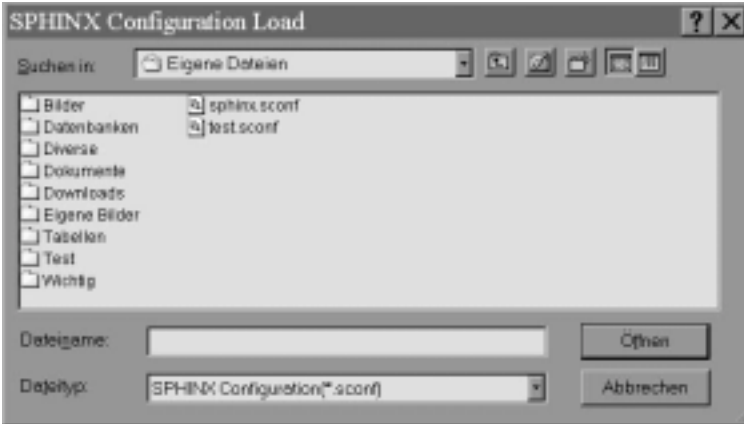 SPHINX Configuration Load
Suchen in: Eigene Dateien
Bilder
Datenbanken
Diverse
Dokumente
Downloads
Eigene Bilder
Tabellen
Test
Wichtig
sphinx.sconf
test.sconf
Dateiname:
Öffnen
Dateityp: SPHINX Configuration(*.sconf)
Abbrechen